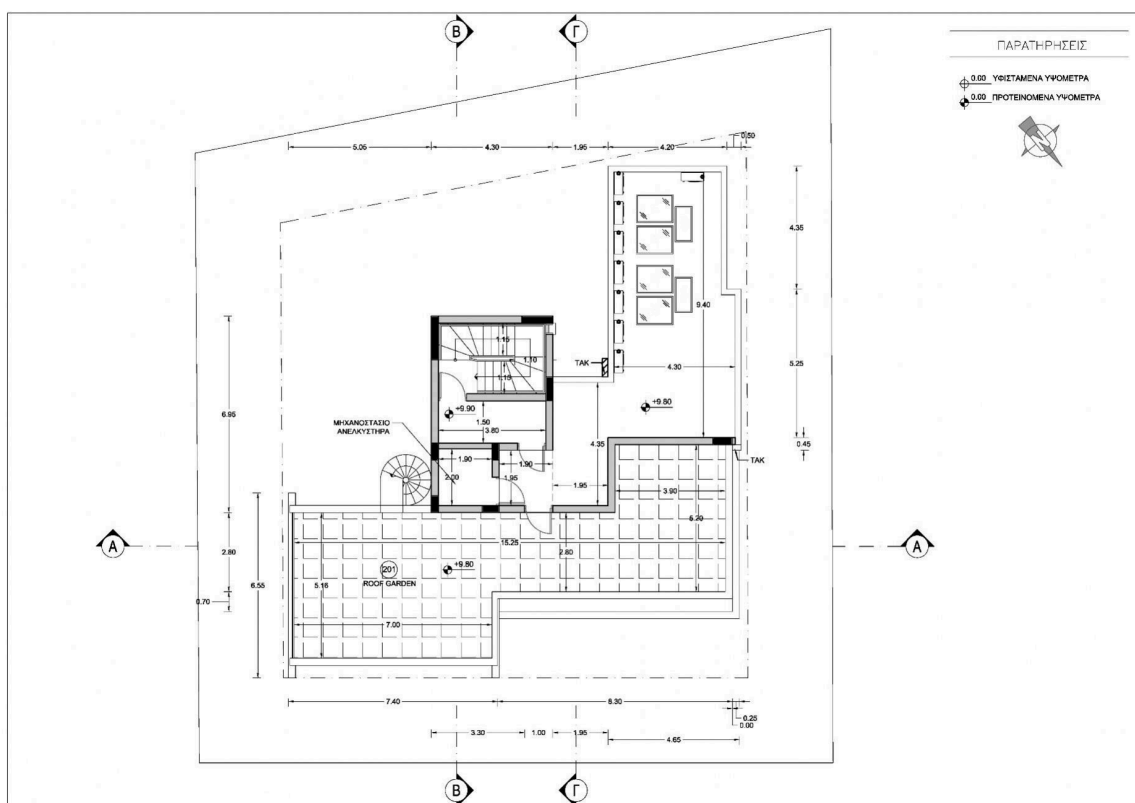 Β
Γ
ΠΑΡΑΤΗΡΗΣΕΙΣ
0.00 ΥΦΙΣΤΑΜΕΝΑ ΥΨΟΜΕΤΡΑ
0.00 ΠΡΟΤΕΙΝΟΜΕΝΑ ΥΨΟΜΕΤΡΑ
N
0.50
5.05
4.30
1.95
4.20
4.35
9.40
5.25
1.15
1.10
1.15
ΤΑΚ
4.30
6.95
+9.90
+9.80
1.50
3.80
ΜΗΧΑΝΟΣΤΑΣΙΟ
ΑΝΕΛΚΥΣΤΗΡΑ
4.35
0.45
ΤΑΚ
1.90
1.90
2.00
1.95
1.95
3.90
5.20
Α
Α
2.80
15.25
2.80
201
+9.80
ROOF GARDEN
6.55
5.16
0.70
7.00
7.40
8.30
0.25
0.00
3.30
1.00
1.95
4.65
Β
Γ